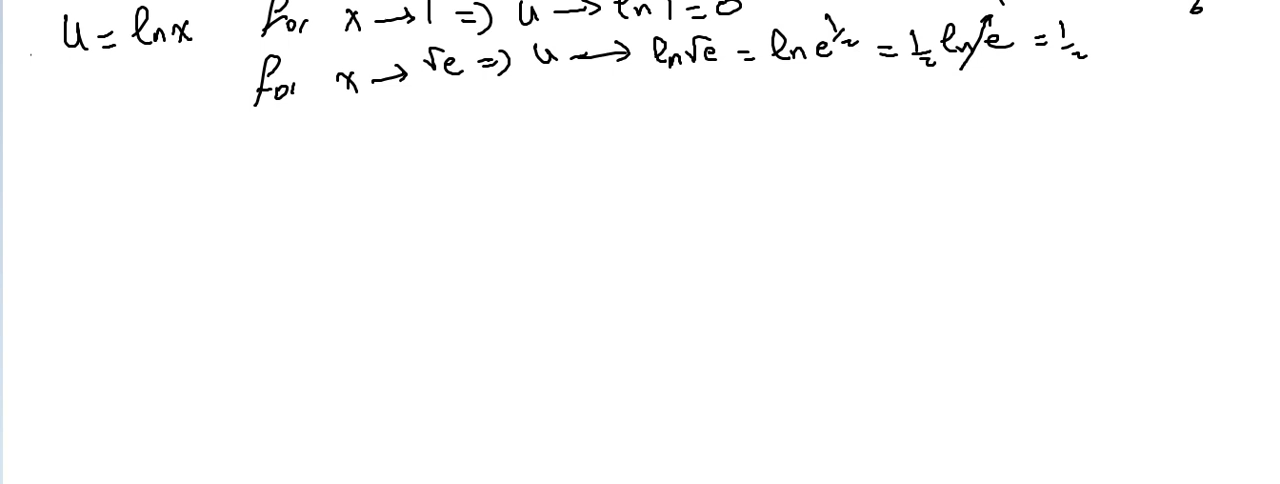 u = ln x for x → 1 => u → ln 1 = 0
for x → √e => u → ln √e = ln e^1/2 = 1/2 ln e = 1/2